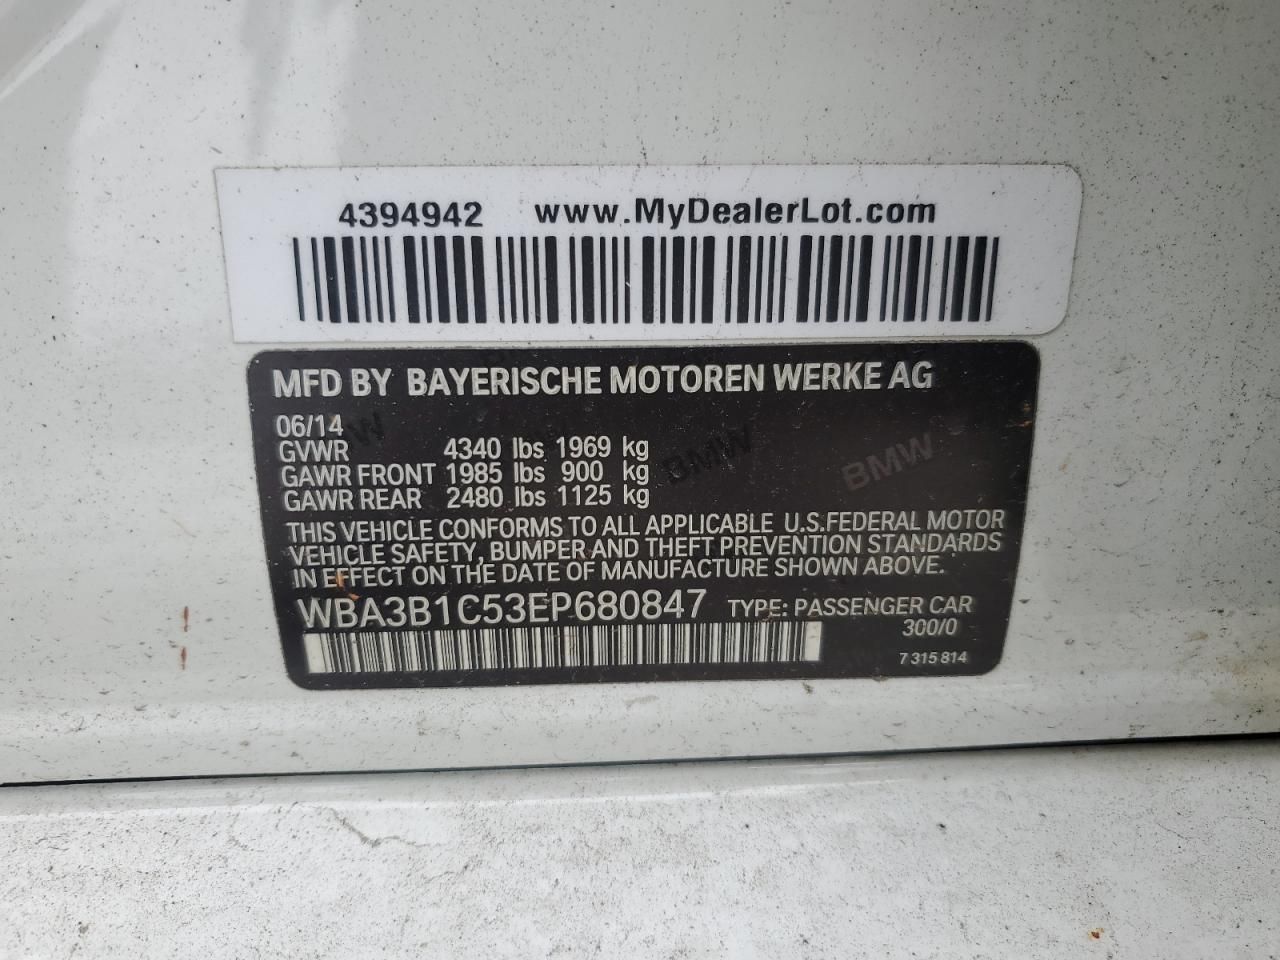 4394942 www.MyDealerLot.com
MFD BY BAYERISCHE MOTOREN WERKE AG
06/14
GVWR 4340 lbs 1969 kg
GAWR FRONT 1985 lbs 900 kg
GAWR REAR 2480 lbs 1125 kg
THIS VEHICLE CONFORMS TO ALL APPLICABLE U.S.FEDERAL MOTOR
VEHICLE SAFETY, BUMPER AND THEFT PREVENTION STANDARDS
IN EFFECT ON THE DATE OF MANUFACTURE SHOWN ABOVE.
WBA3B1C53EP680847 TYPE: PASSENGER CAR
300/0
7 315 814
BMW
BMW
BMW